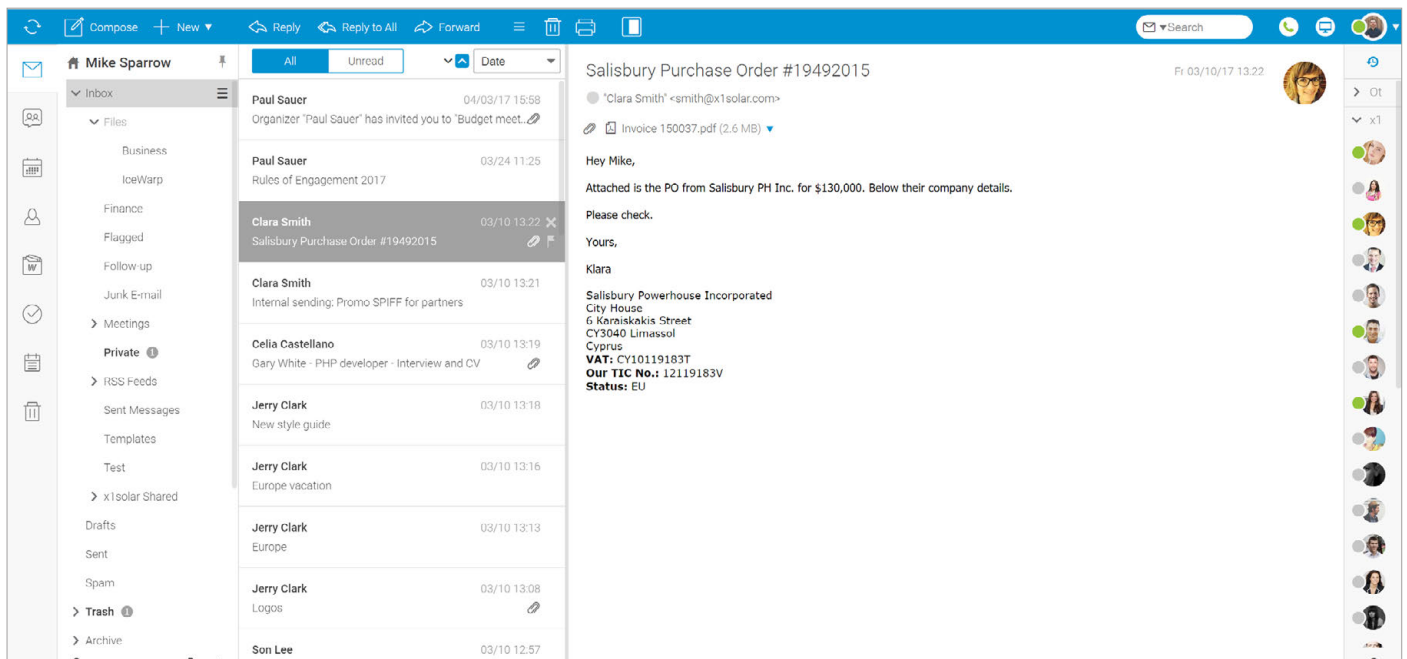 Compose New
Reply Reply to All Forward
Search
Mike Sparrow
Inbox
Files
Business
IceWarp
Finance
Flagged
Follow-up
Junk E-mail
Meetings
Private 1
RSS Feeds
Sent Messages
Templates
Test
x1solar Shared
Drafts
Sent
Spam
Trash 1
Archive
All Unread Date
Paul Sauer 04/03/17 15:58
Organizer "Paul Sauer" has invited you to "Budget meet..
Paul Sauer 03/24 11:25
Rules of Engagement 2017
Clara Smith 03/10 13:22
Salisbury Purchase Order #19492015
Clara Smith 03/10 13:21
Internal sending: Promo SPIFF for partners
Celia Castellano 03/10 13:19
Gary White - PHP developer - Interview and CV
Jerry Clark 03/10 13:18
New style guide
Jerry Clark 03/10 13:16
Europe vacation
Jerry Clark 03/10 13:13
Europe
Jerry Clark 03/10 13:08
Logos
Son Lee 03/10 12:57
Salisbury Purchase Order #19492015 Fr 03/10/17 13:22
"Clara Smith" <smith@x1solar.com>
Invoice 150037.pdf (2.6 MB)
Hey Mike,
Attached is the PO from Salisbury PH Inc. for $130,000. Below their company details.
Please check.
Yours,
Klara
Salisbury Powerhouse Incorporated
City House
6 Karaiskakis Street
CY3040 Limassol
Cyprus
VAT: CY10119183T
Our TIC No.: 12119183V
Status: EU
Ot
x1